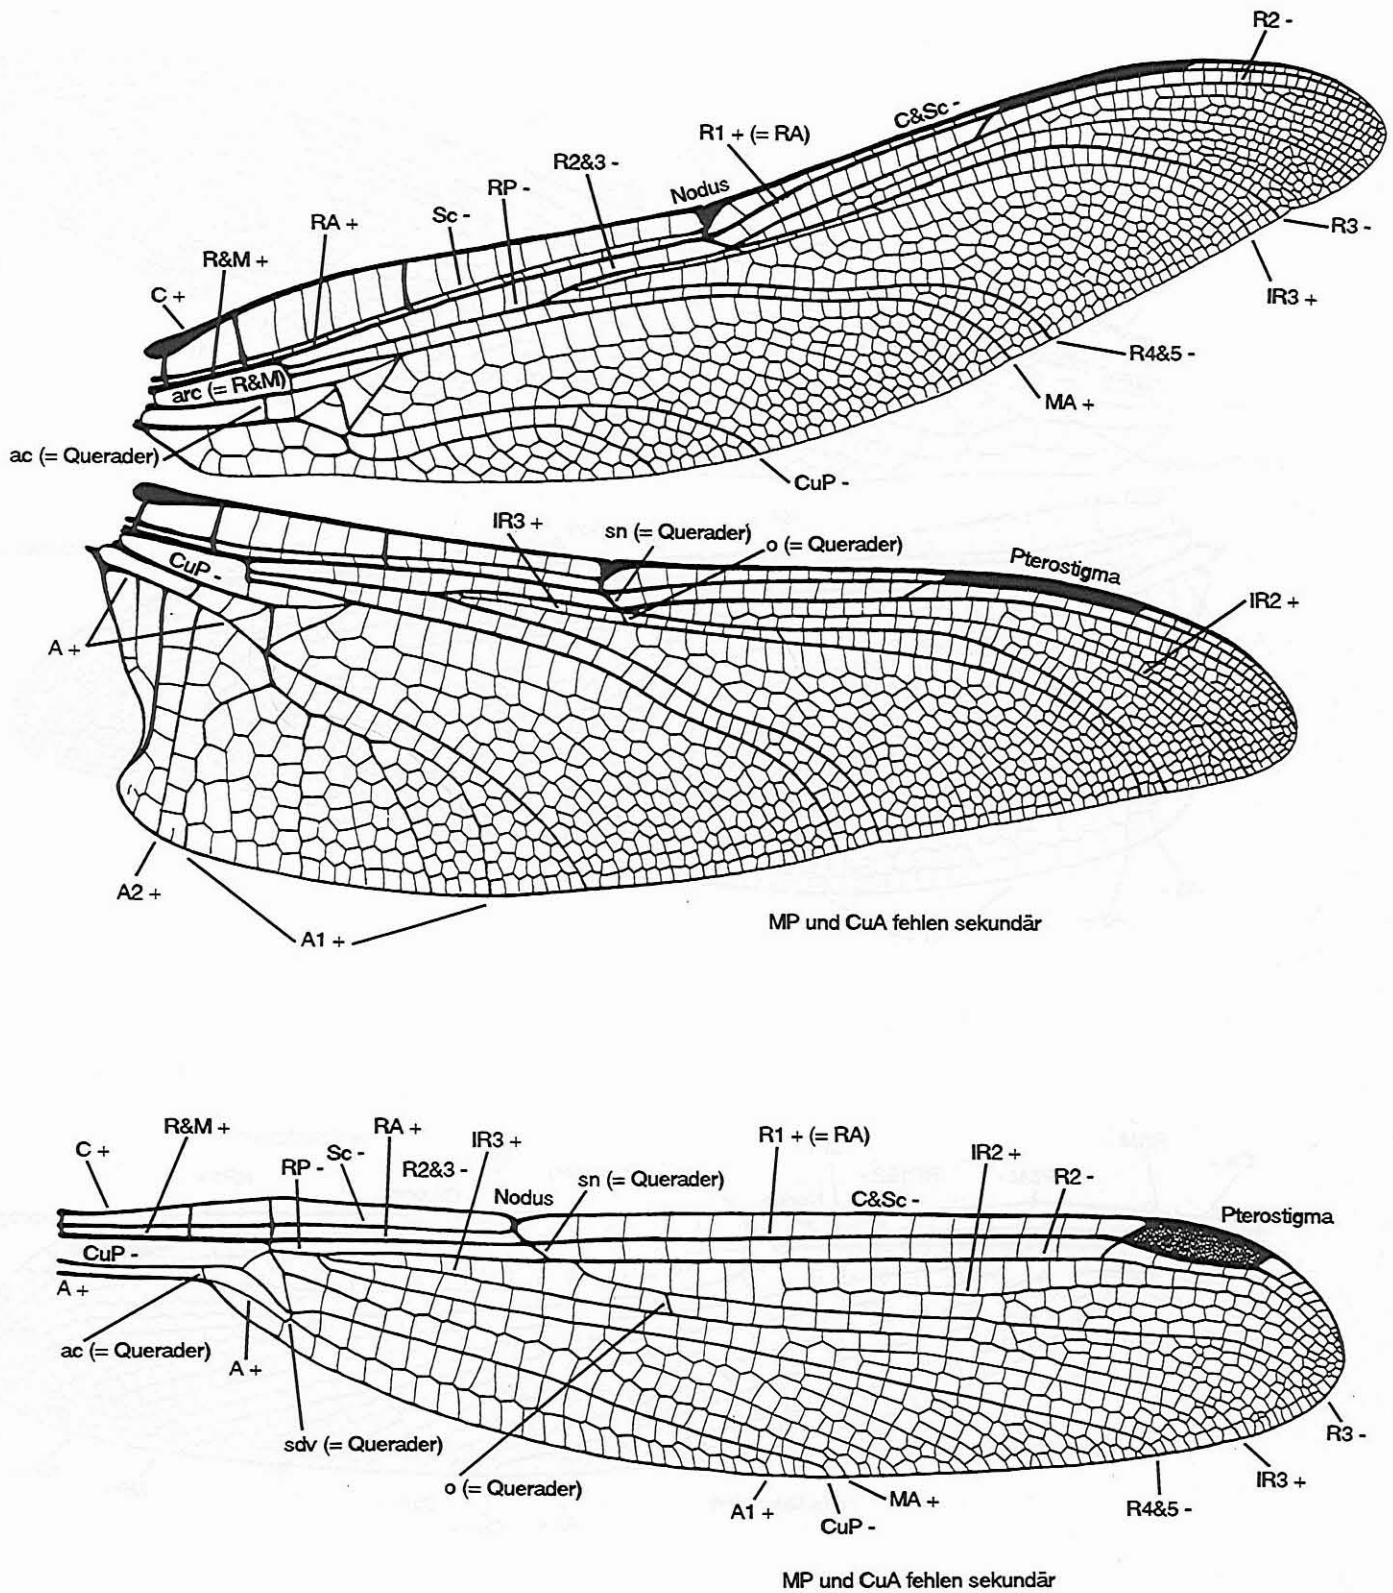 R2 -
C&Sc -
R1 + (= RA)
R2&3 -
Nodus
RP -
Sc -
RA +
R&M +
C +
R3 -
IR3 +
R4&5 -
arc (= R&M)
MA +
ac (= Querader)
CuP -
IR3 +
sn (= Querader)
o (= Querader)
Pterostigma
CuP -
IR2 +
A +
A2 +
A1 +
MP und CuA fehlen sekundär
R&M +
RA +
R1 + (= RA)
C +
Sc -
IR3 +
IR2 +
RP -
R2&3 -
sn (= Querader)
R2 -
Nodus
C&Sc -
Pterostigma
CuP -
A +
ac (= Querader)
A +
sdv (= Querader)
o (= Querader)
R3 -
IR3 +
MA +
R4&5 -
A1 +
CuP -
MP und CuA fehlen sekundär